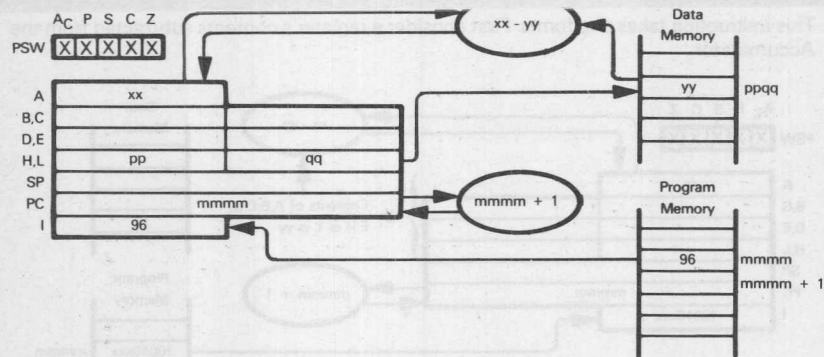 AC P S C Z
PSW X X X X X
xx - yy
Data
Memory
A xx
yy ppqq
B,C
D,E
H,L pp qq
SP
PC mmmm
mmmm + 1
I 96
Program
Memory
96 mmmm
mmmm + 1